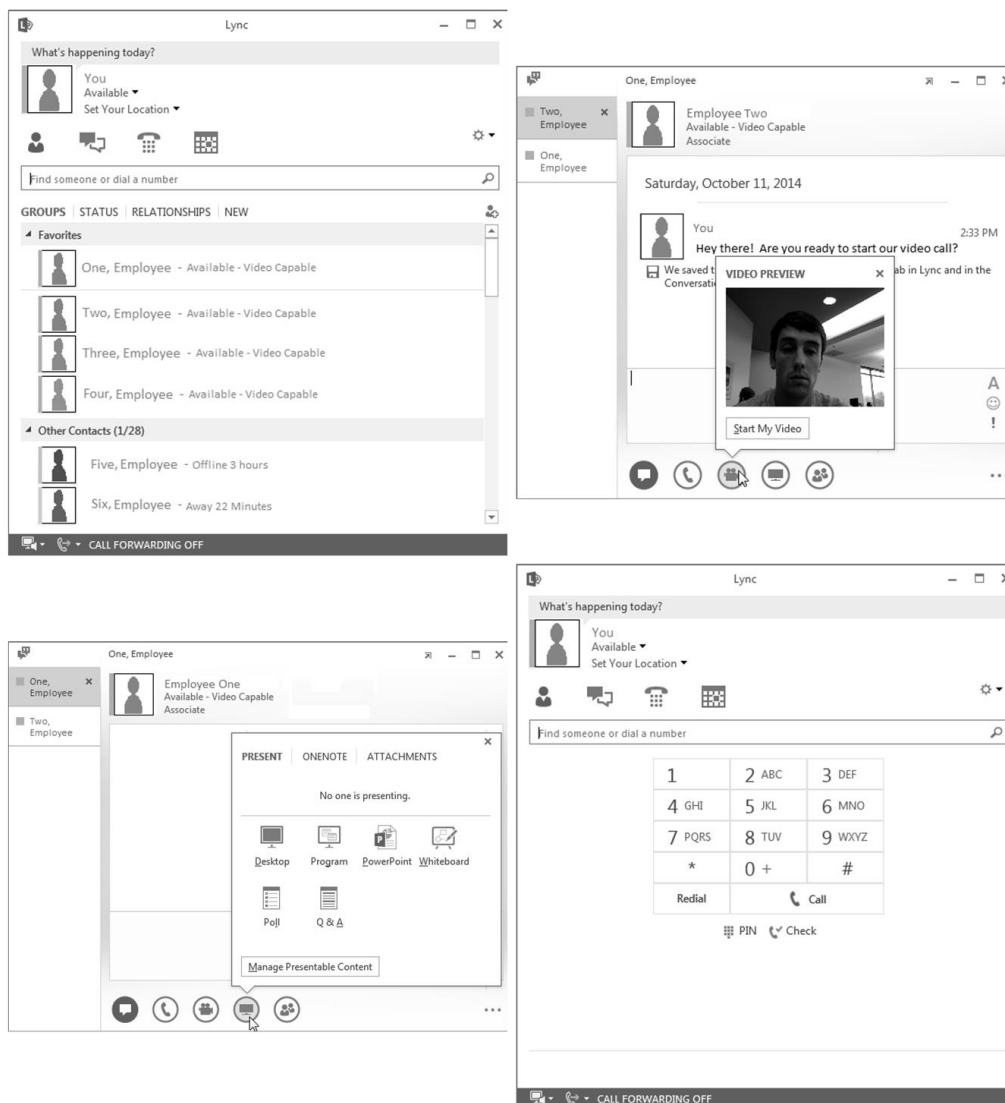 Lync
What's happening today?
You
Available
Set Your Location
Find someone or dial a number
GROUPS STATUS RELATIONSHIPS NEW
Favorites
One, Employee - Available - Video Capable
Two, Employee - Available - Video Capable
Three, Employee - Available - Video Capable
Four, Employee - Available - Video Capable
Other Contacts (1/28)
Five, Employee - Offline 3 hours
Six, Employee - Away 22 Minutes
CALL FORWARDING OFF
One, Employee
Two,
Employee
One,
Employee
Employee Two
Available - Video Capable
Associate
Saturday, October 11, 2014
You
2:33 PM
Hey there! Are you ready to start our video call?
We saved
ab in Lync and in the
VIDEO PREVIEW
Start My Video
A
!
One, Employee
One,
Employee
Two,
Employee
Employee One
Available - Video Capable
Associate
PRESENT ONENOTE ATTACHMENTS
No one is presenting.
Desktop Program PowerPoint Whiteboard
Poll Q & A
Manage Presentable Content
Lync
What's happening today?
You
Available
Set Your Location
Find someone or dial a number
1 2 ABC 3 DEF
4 GHI 5 JKL 6 MNO
7 PQRS 8 TUV 9 WXYZ
* 0 + #
Redial Call
PIN Check
CALL FORWARDING OFF